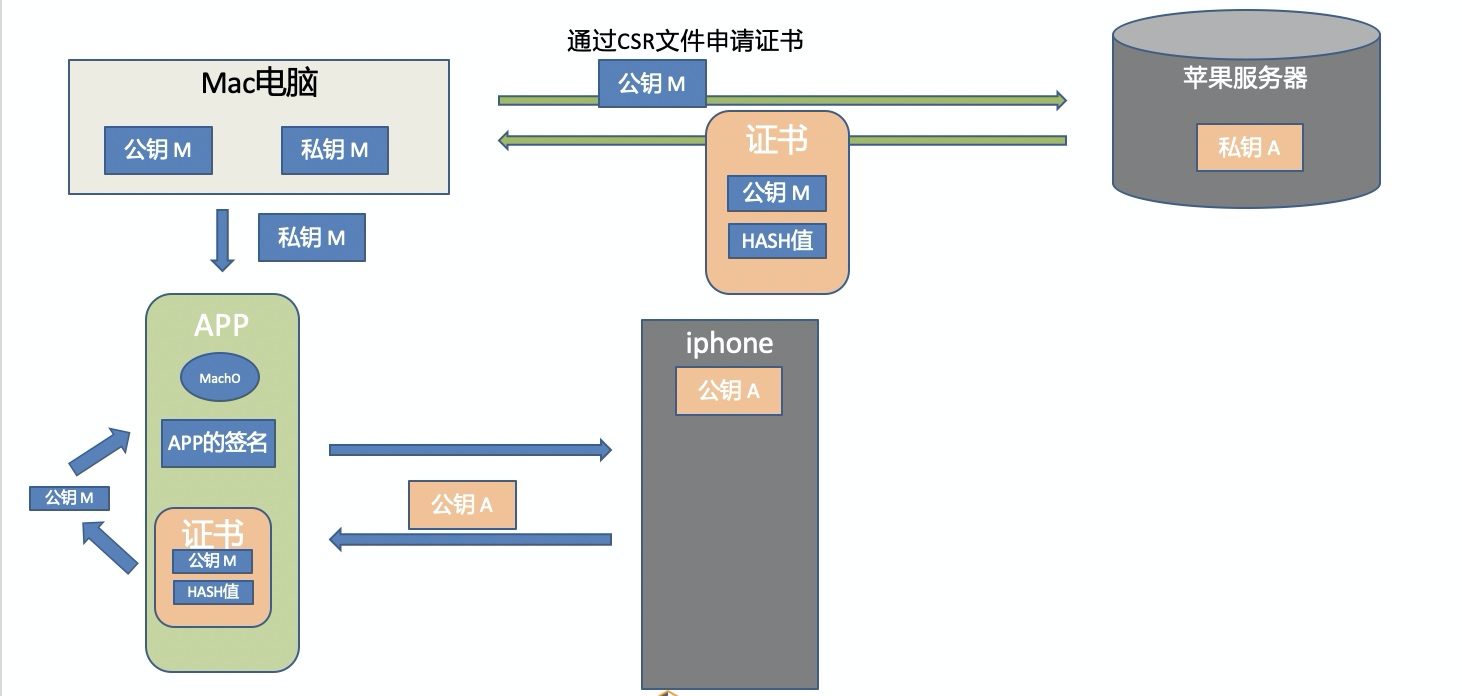 通过CSR文件申请证书
Mac电脑
公钥 M
私钥 M
公钥 M
苹果服务器
私钥 A
证书
公钥 M
HASH值
私钥 M
APP
MachO
APP的签名
公钥 M
证书
公钥 M
HASH值
iphone
公钥 A
公钥 A